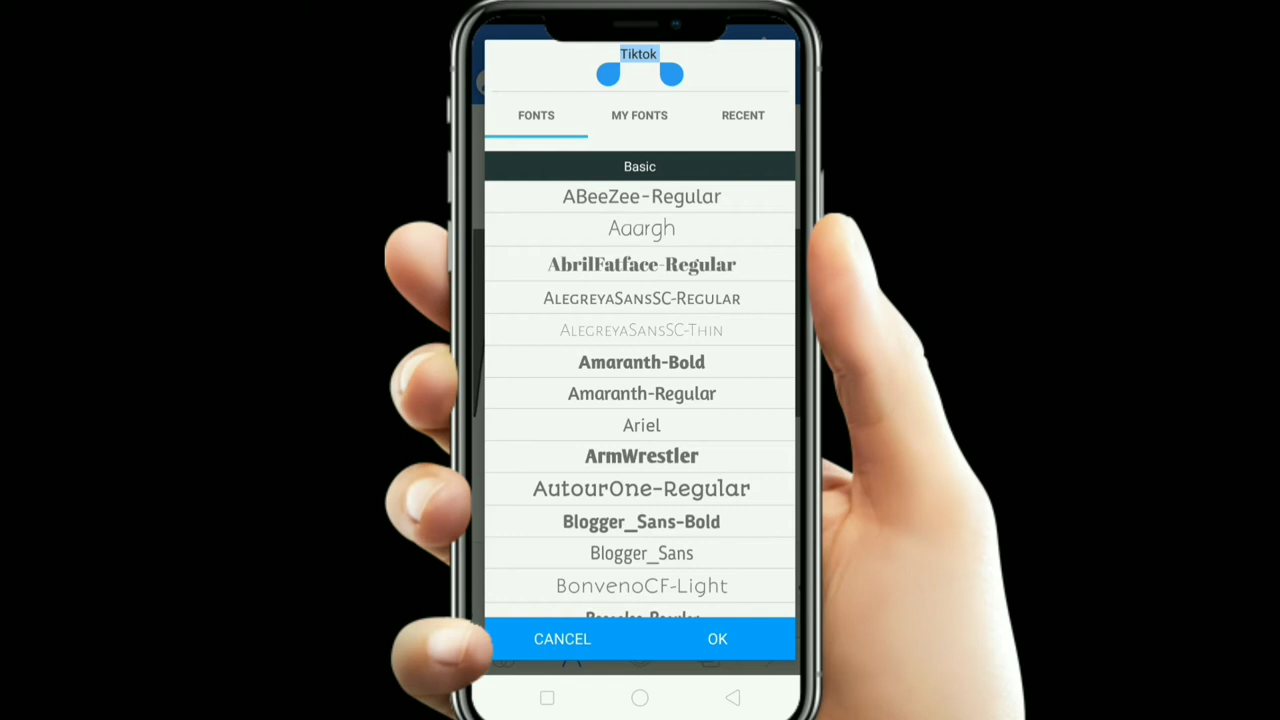 Tiktok
FONTS
MY FONTS
RECENT
Basic
ABeeZee-Regular
Aaargh
AbrilFatface-Regular
AlegreyaSansSC-Regular
AlegreyaSansSC-Thin
Amaranth-Bold
Amaranth-Regular
Ariel
ArmWrestler
AutourOne-Regular
Blogger_Sans-Bold
Blogger_Sans
BonvenoCF-Light
CANCEL
OK